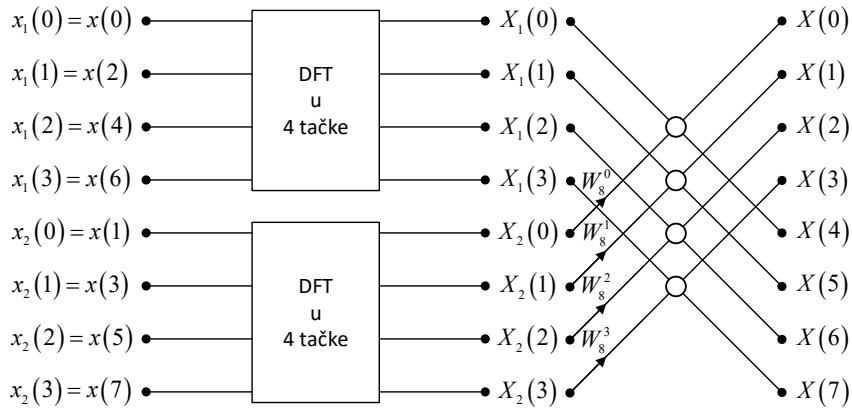 x₁(0) = x(0) X₁(0) X(0)
x₁(1) = x(2) X₁(1) X(1)
DFT
u
4 tačke
x₁(2) = x(4) X₁(2) X(2)
x₁(3) = x(6) X₁(3) W₈⁰ X(3)
x₂(0) = x(1) X₂(0) W₈¹ X(4)
x₂(1) = x(3) X₂(1) W₈² X(5)
DFT
u
4 tačke
x₂(2) = x(5) X₂(2) W₈³ X(6)
x₂(3) = x(7) X₂(3) X(7)